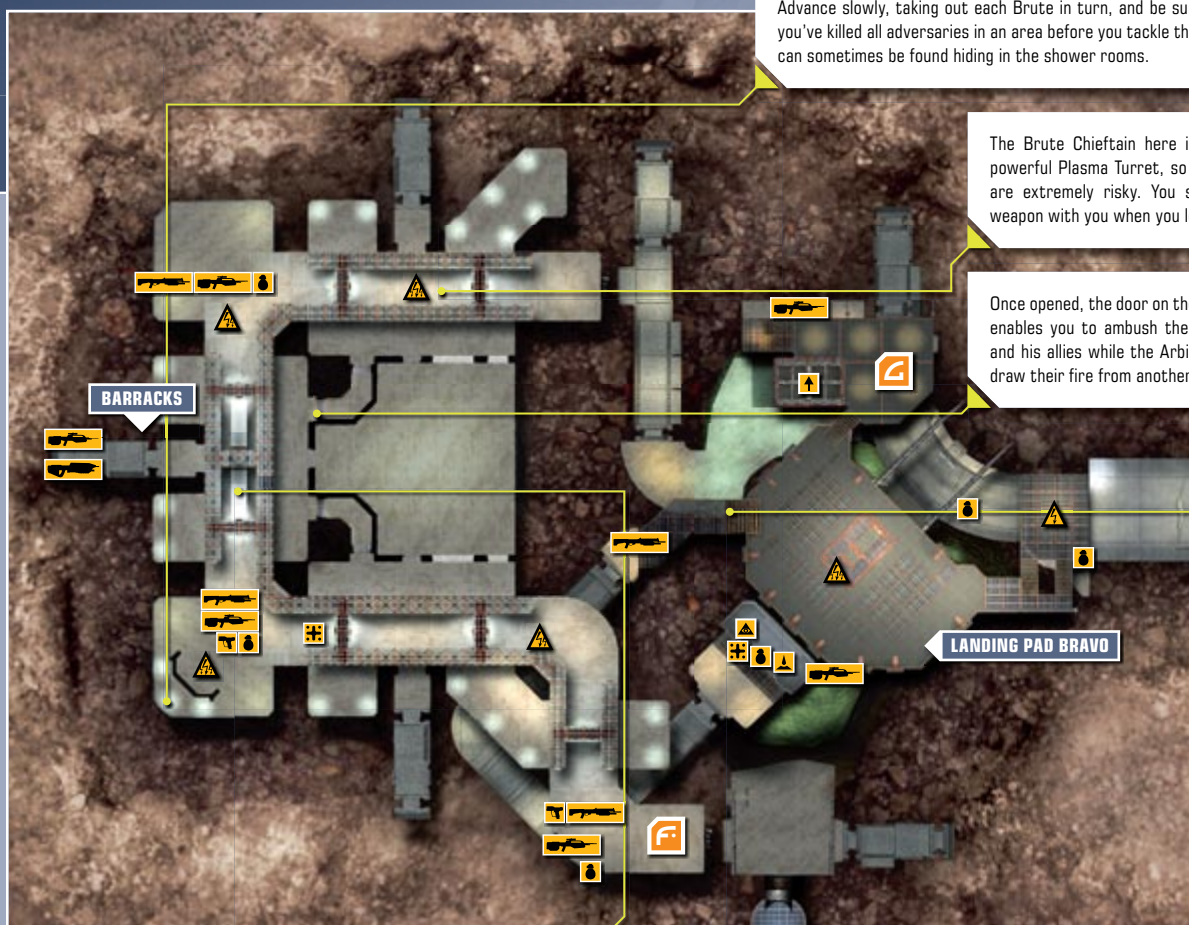 Advance slowly, taking out each Brute in turn, and be su
you've killed all adversaries in an area before you tackle th
can sometimes be found hiding in the shower rooms.
The Brute Chieftain here i
powerful Plasma Turret, so
are extremely risky. You s
weapon with you when you l
Once opened, the door on th
enables you to ambush the
and his allies while the Arbi
draw their fire from another
G
BARRACKS
LANDING PAD BRAVO
F